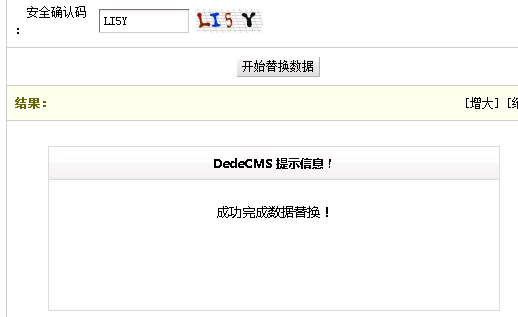 安全确认码 LI5Y LI5Y
：
开始替换数据
结果： [增大] [缩
DedeCMS 提示信息！
成功完成数据替换！